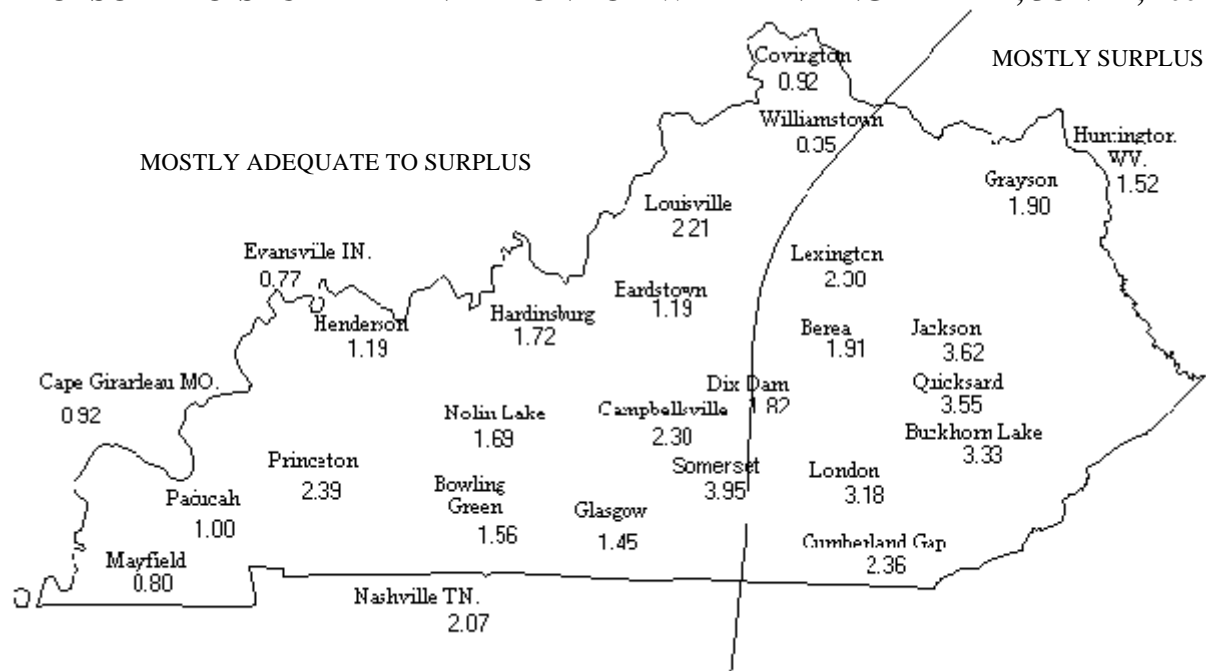 MOSTLY SURPLUS
MOSTLY ADEQUATE TO SURPLUS
Covington
0.92
Williamstown
Huntington
WV.
1.52
Grayson
1.90
Louisville
2.21
Lexington
Evansville IN.
0.77
Henderson
1.19
Hardinsburg
1.72
1.19
Berea
1.91
Jackson
3.62
Cape Girardeau MO.
0.92
Dix Dam
1.82
3.55
Buckhorn Lake
3.33
Nolin Lake
1.69
Campbellsville
2.30
Princeton
2.39
Somerset
3.95
London
3.18
Paducah
1.00
Bowling
Green
1.56
Glasgow
1.45
Cumberland Gap
2.36
Mayfield
0.80
Nashville TN.
2.07